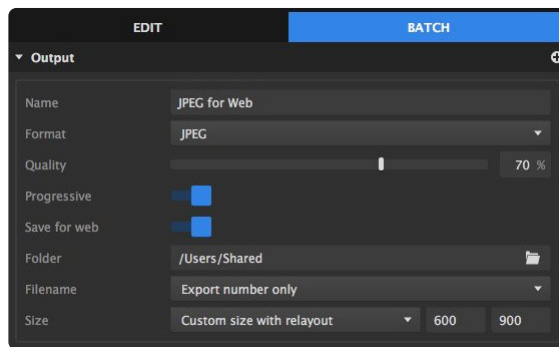 EDIT BATCH
Output
Name JPEG for Web
Format JPEG
Quality 70 %
Progressive
Save for web
Folder /Users/Shared
Filename Export number only
Size Custom size with relayout 600 900